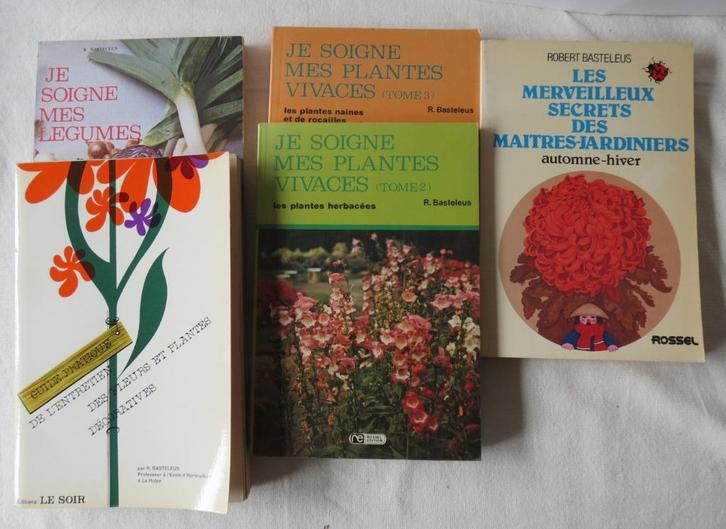 R. BASTELEUS
JE
SOIGNE
MES
LEGUMES
JE SOIGNE
MES PLANTES
VIVACES (TOME 3)
les plantes naines
et de rocailles
R. Basteleus
ROBERT BASTELEUS
LES
MERVEILLEUX
SECRETS
DES
MAITRES-JARDINIERS
automne-hiver
ROSSEL
JE SOIGNE
MES PLANTES
VIVACES (TOME 2)
les plantes herbacées
R. Basteleus
ROSSEL
EDITION
GUIDE PRATIQUE
DE L'ENTRETIEN
DES FLEURS ET PLANTES
DÉCORATIVES
par R. BASTELEUS
Professeur à l'Ecole d'Horticulture
à La Hulpe
Editions LE SOIR